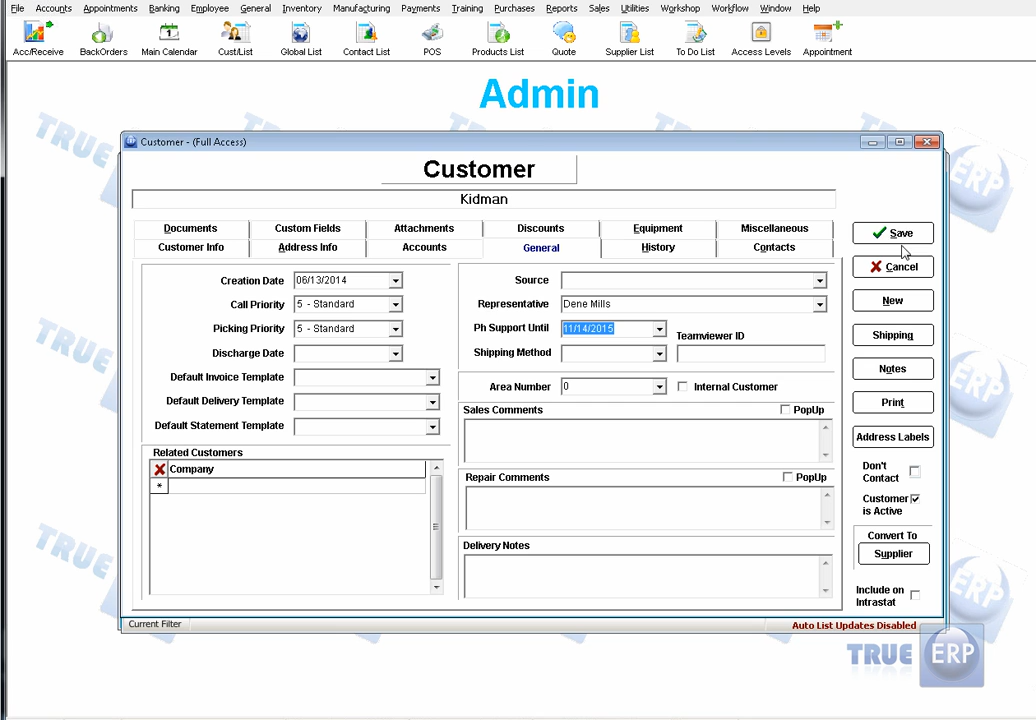 File Accounts Appointments Banking Employee General Inventory Manufacturing Payments Training Purchases Reports Sales Utilities Workshop Workflow Window Help
Acc/Receive BackOrders Main Calendar Cust/List Global List Contact List POS Products List Quote Supplier List To Do List Access Levels Appointment
Admin
Customer - (Full Access)
Customer
Kidman
Documents Custom Fields Attachments Discounts Equipment Miscellaneous
Customer Info Address Info Accounts General History Contacts
Creation Date 06/13/2014
Call Priority 5 - Standard
Picking Priority 5 - Standard
Discharge Date
Default Invoice Template
Default Delivery Template
Default Statement Template
Related Customers
Company
*
Source
Representative Dene Mills
Ph Support Until 11/14/2015
Teamviewer ID
Shipping Method
Area Number 0 Internal Customer
Sales Comments PopUp
Repair Comments PopUp
Delivery Notes
Save
Cancel
New
Shipping
Notes
Print
Address Labels
Don't
Contact
Customer
is Active
Convert To
Supplier
Include on
Intrastat
Current Filter
Auto List Updates Disabled
TRUE ERP
TRUE
TRUE
TRUE
ERP
ERP
ERP